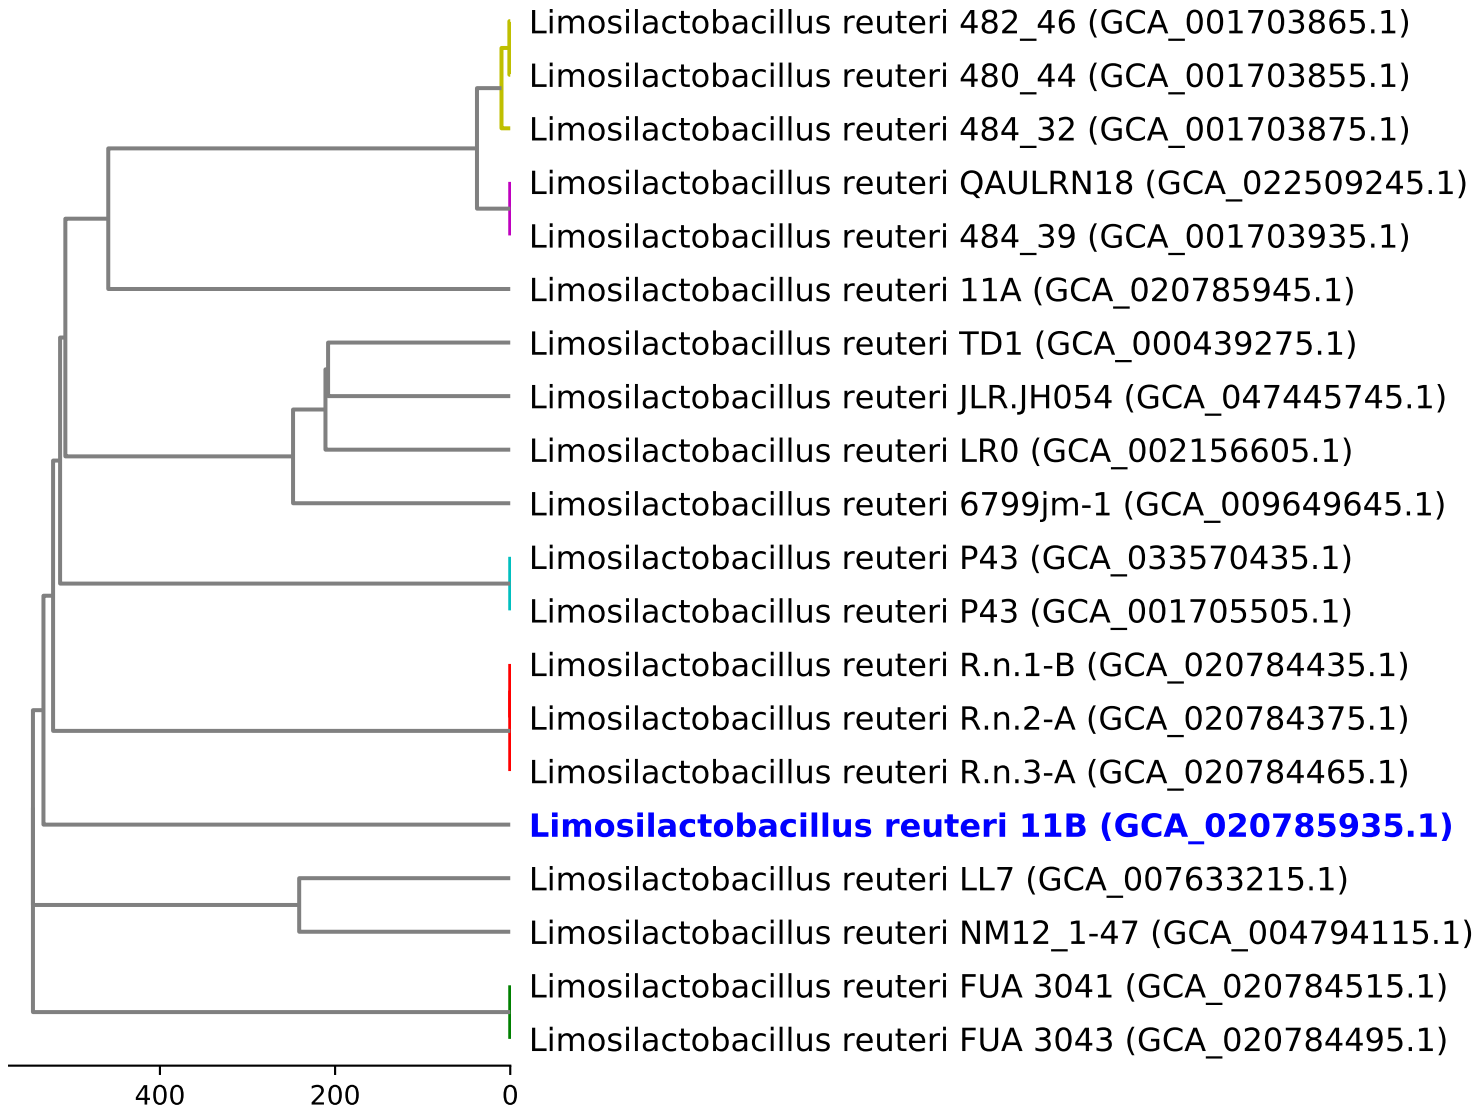 Limosilactobacillus reuteri 482_46 (GCA_001703865.1)
Limosilactobacillus reuteri 480_44 (GCA_001703855.1)
Limosilactobacillus reuteri 484_32 (GCA_001703875.1)
Limosilactobacillus reuteri QAULRN18 (GCA_022509245.1)
Limosilactobacillus reuteri 484_39 (GCA_001703935.1)
Limosilactobacillus reuteri 11A (GCA_020785945.1)
Limosilactobacillus reuteri TD1 (GCA_000439275.1)
Limosilactobacillus reuteri JLR.JH054 (GCA_047445745.1)
Limosilactobacillus reuteri LR0 (GCA_002156605.1)
Limosilactobacillus reuteri 6799jm-1 (GCA_009649645.1)
Limosilactobacillus reuteri P43 (GCA_033570435.1)
Limosilactobacillus reuteri P43 (GCA_001705505.1)
Limosilactobacillus reuteri R.n.1-B (GCA_020784435.1)
Limosilactobacillus reuteri R.n.2-A (GCA_020784375.1)
Limosilactobacillus reuteri R.n.3-A (GCA_020784465.1)
Limosilactobacillus reuteri 11B (GCA_020785935.1)
Limosilactobacillus reuteri LL7 (GCA_007633215.1)
Limosilactobacillus reuteri NM12_1-47 (GCA_004794115.1)
Limosilactobacillus reuteri FUA 3041 (GCA_020784515.1)
Limosilactobacillus reuteri FUA 3043 (GCA_020784495.1)
400 200 0